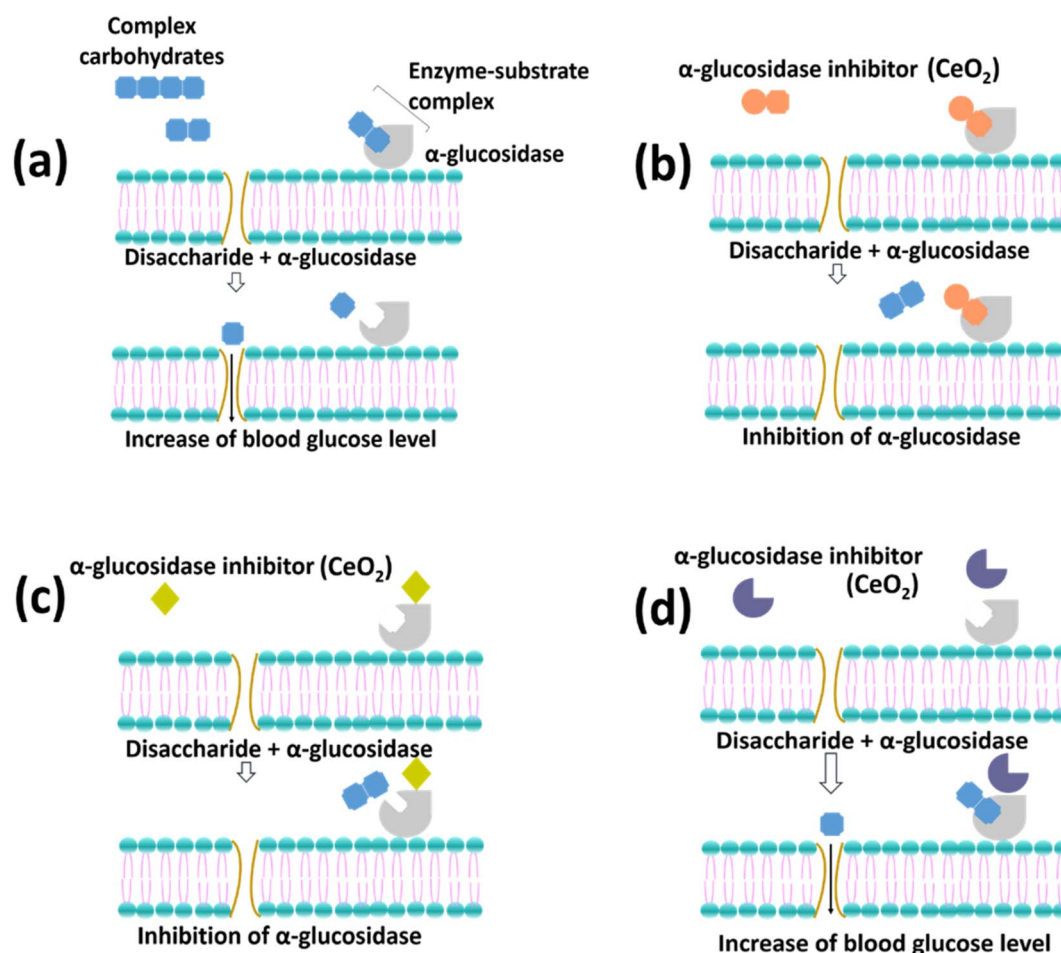 Complex
carbohydrates
Enzyme-substrate
complex
α-glucosidase
(a)
Disaccharide + α-glucosidase
Increase of blood glucose level
α-glucosidase inhibitor (CeO₂)
(b)
Disaccharide + α-glucosidase
Inhibition of α-glucosidase
α-glucosidase inhibitor (CeO₂)
(c)
Disaccharide + α-glucosidase
Inhibition of α-glucosidase
α-glucosidase inhibitor
(CeO₂)
(d)
Disaccharide + α-glucosidase
Increase of blood glucose level